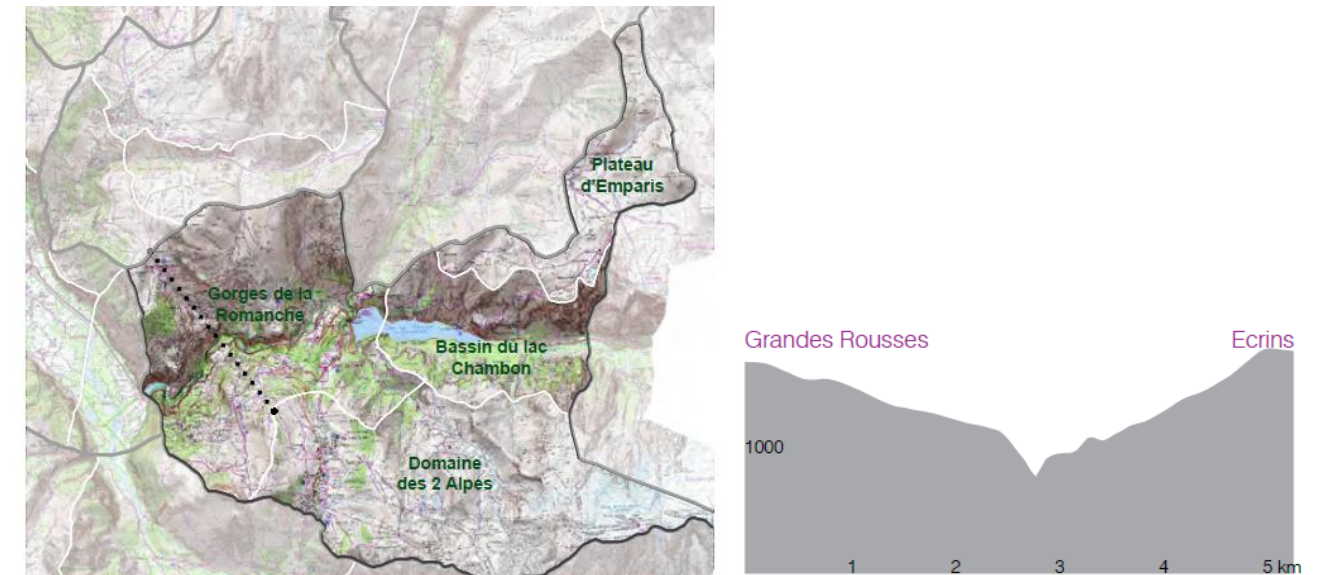 Plateau
d'Emparis
Gorges de la
Romanche
Bassin du lac
Chambon
Domaine
des 2 Alpes
Grandes Rousses
Ecrins
1000
1
2
3
4
5 km